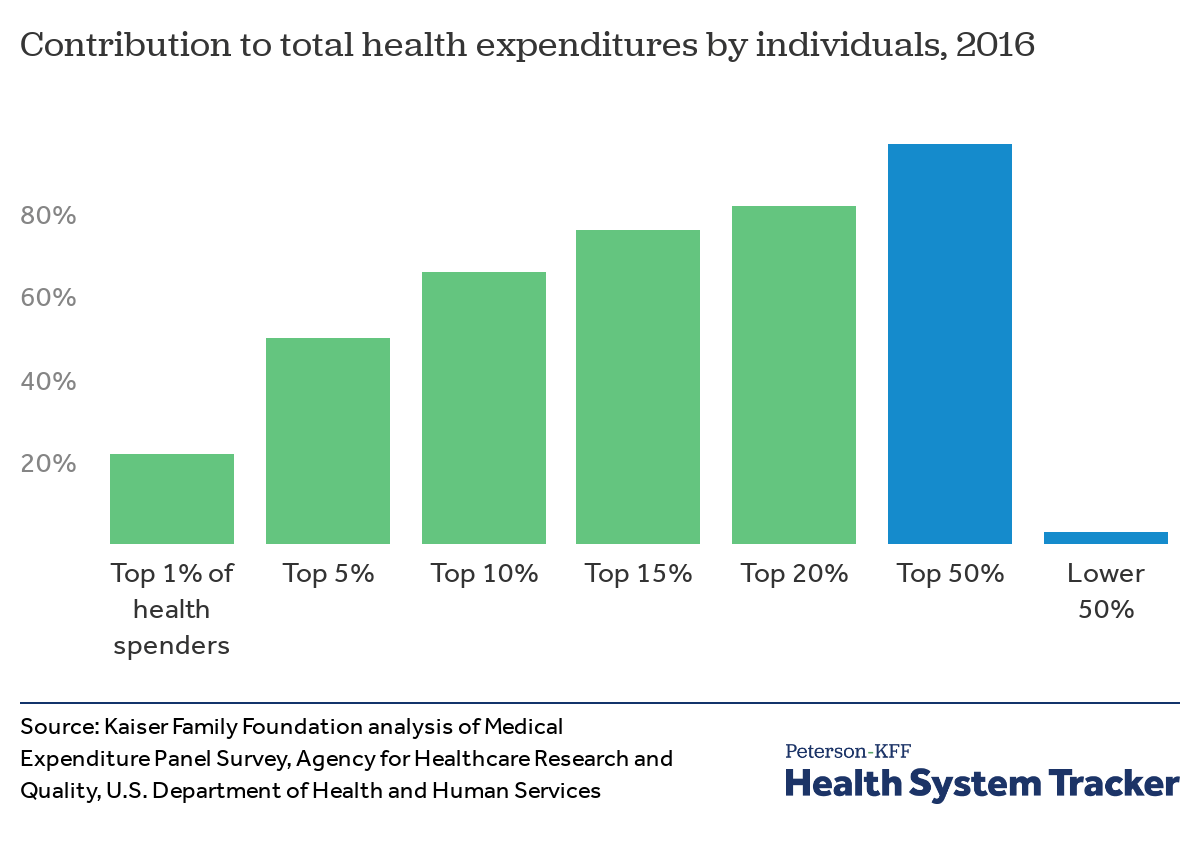 Contribution to total health expenditures by individuals, 2016
80%
60%
40%
20%
Top 1% of
health
spenders
Top 5%
Top 10%
Top 15%
Top 20%
Top 50%
Lower
50%
Source: Kaiser Family Foundation analysis of Medical
Expenditure Panel Survey, Agency for Healthcare Research and
Quality, U.S. Department of Health and Human Services
Peterson-KFF
Health System Tracker